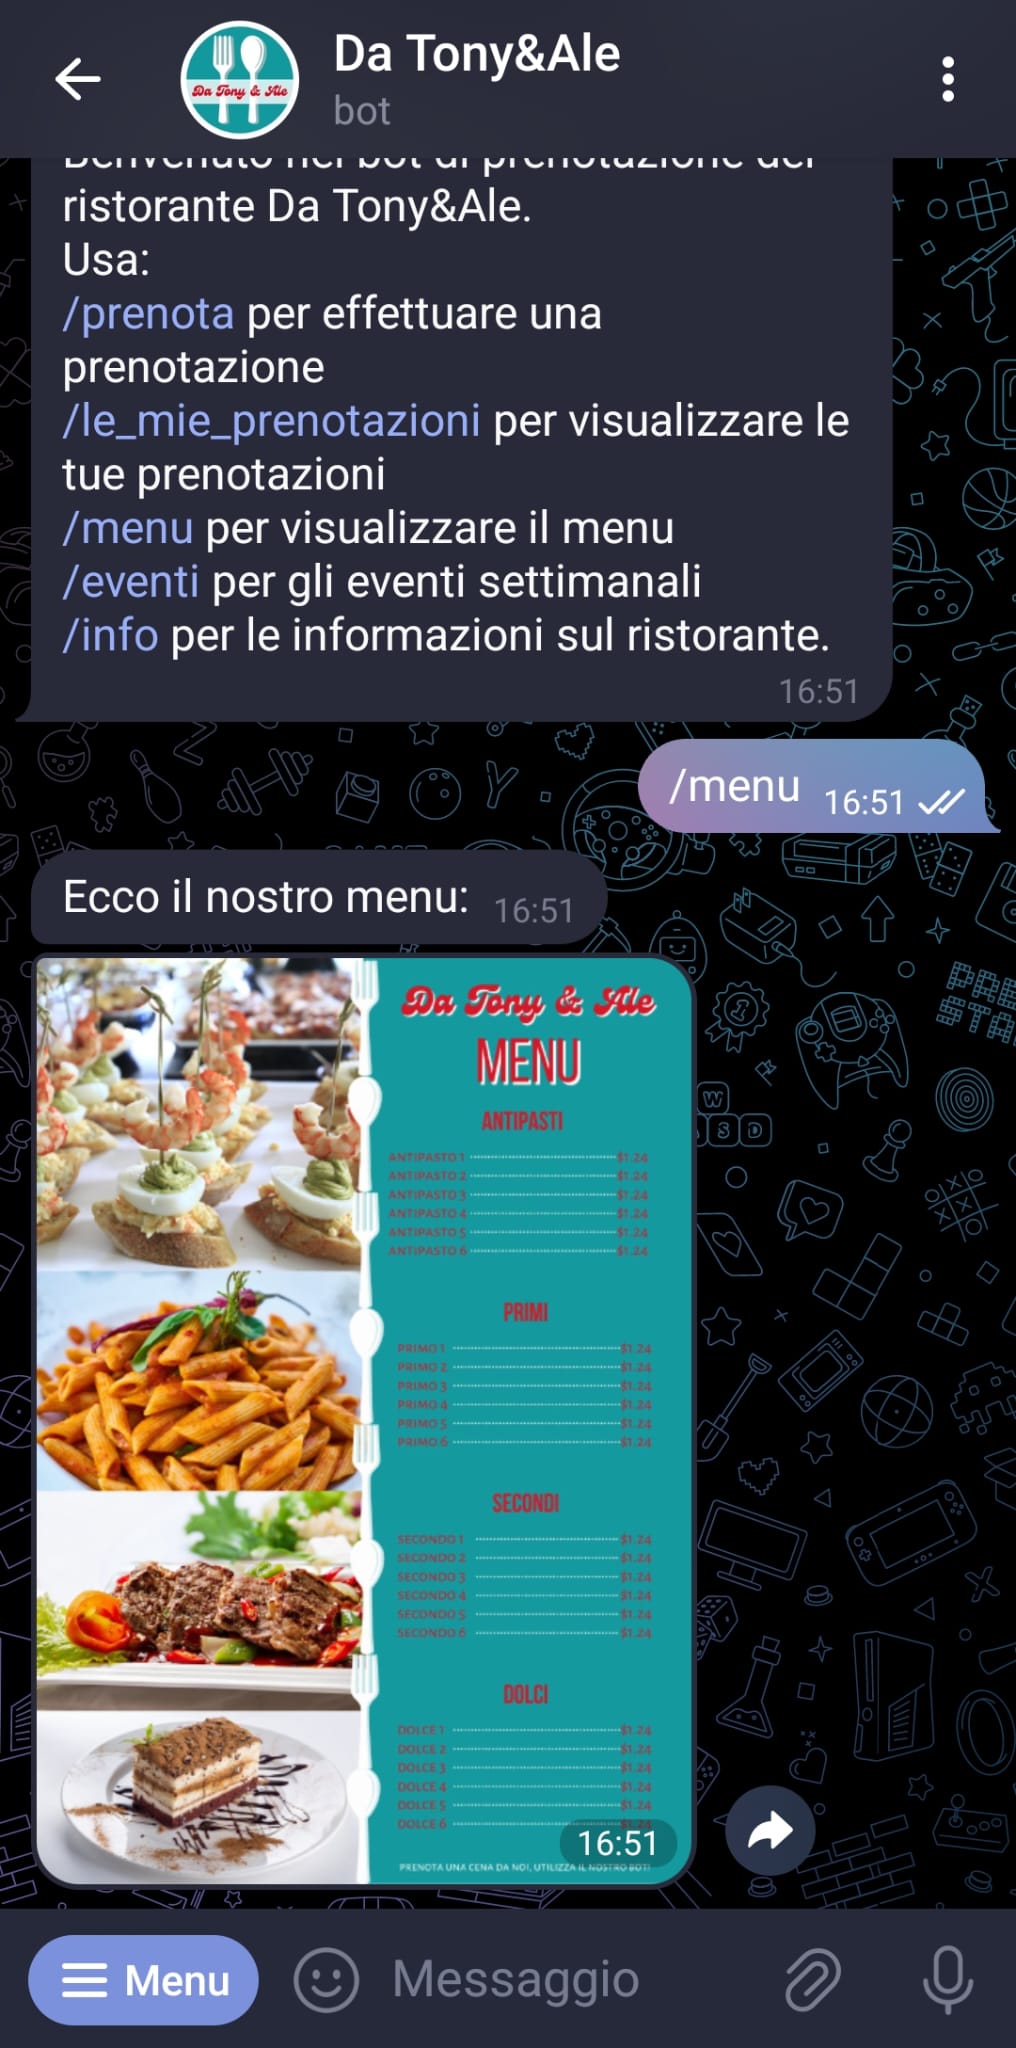 Da Tony&Ale
Da Tony & Ale
bot
Benvenuto nel bot di prenotazione del
ristorante Da Tony&Ale.
Usa:
/prenota per effettuare una
prenotazione
/le_mie_prenotazioni per visualizzare le
tue prenotazioni
/menu per visualizzare il menu
/eventi per gli eventi settimanali
/info per le informazioni sul ristorante.
16:51
/menu 16:51
Ecco il nostro menu: 16:51
Da Tony & Ale
MENU
ANTIPASTI
ANTIPASTO 1 $1.24
ANTIPASTO 2 $1.24
ANTIPASTO 3 $1.24
ANTIPASTO 4 $1.24
ANTIPASTO 5 $1.24
ANTIPASTO 6 $1.24
PRIMI
PRIMO 1 $1.24
PRIMO 2 $1.24
PRIMO 3 $1.24
PRIMO 4 $1.24
PRIMO 5 $1.24
PRIMO 6 $1.24
SECONDI
SECONDO 1 $1.24
SECONDO 2 $1.24
SECONDO 3 $1.24
SECONDO 4 $1.24
SECONDO 5 $1.24
SECONDO 6 $1.24
DOLCI
DOLCE 1 $1.24
DOLCE 2 $1.24
DOLCE 3 $1.24
DOLCE 4 $1.24
DOLCE 5 $1.24
DOLCE 6 $1.24
16:51
PRENOTA UNA CENA DA NOI, UTILIZZA IL NOSTRO BOT!
Menu Messaggio